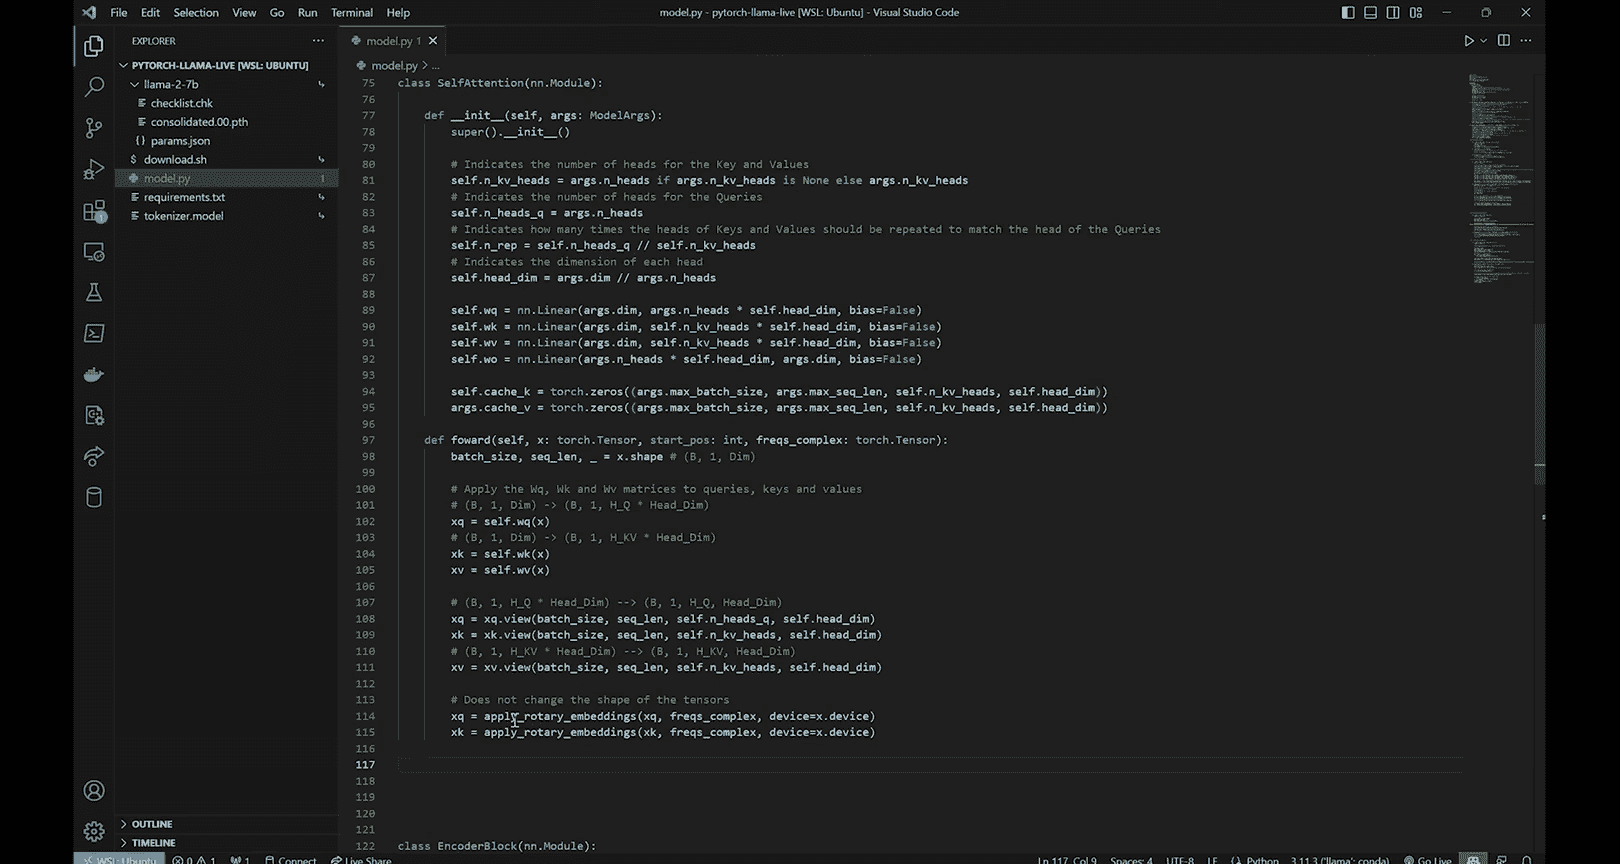 File Edit Selection View Go Run Terminal Help
model.py - pytorch-llama-live [WSL: Ubuntu] - Visual Studio Code
EXPLORER
PYTORCH-LLAMA-LIVE [WSL: UBUNTU]
llama-2-7b
checklist.chk
consolidated.00.pth
{} params.json
$ download.sh
model.py 1
requirements.txt
tokenizer.model
OUTLINE
TIMELINE
1
model.py 1
model.py > ...
75 class SelfAttention(nn.Module):
76
77 def __init__(self, args: ModelArgs):
78 super().__init__()
79
80 # Indicates the number of heads for the Key and Values
81 self.n_kv_heads = args.n_heads if args.n_kv_heads is None else args.n_kv_heads
82 # Indicates the number of heads for the Queries
83 self.n_heads_q = args.n_heads
84 # Indicates how many times the heads of Keys and Values should be repeated to match the head of the Queries
85 self.n_rep = self.n_heads_q // self.n_kv_heads
86 # Indicates the dimension of each head
87 self.head_dim = args.dim // args.n_heads
88
89 self.wq = nn.Linear(args.dim, args.n_heads * self.head_dim, bias=False)
90 self.wk = nn.Linear(args.dim, self.n_kv_heads * self.head_dim, bias=False)
91 self.wv = nn.Linear(args.dim, self.n_kv_heads * self.head_dim, bias=False)
92 self.wo = nn.Linear(args.n_heads * self.head_dim, args.dim, bias=False)
93
94 self.cache_k = torch.zeros((args.max_batch_size, args.max_seq_len, self.n_kv_heads, self.head_dim))
95 args.cache_v = torch.zeros((args.max_batch_size, args.max_seq_len, self.n_kv_heads, self.head_dim))
96
97 def foward(self, x: torch.Tensor, start_pos: int, freqs_complex: torch.Tensor):
98 batch_size, seq_len, _ = x.shape # (B, 1, Dim)
99
100 # Apply the Wq, Wk and Wv matrices to queries, keys and values
101 # (B, 1, Dim) -> (B, 1, H_Q * Head_Dim)
102 xq = self.wq(x)
103 # (B, 1, Dim) -> (B, 1, H_KV * Head_Dim)
104 xk = self.wk(x)
105 xv = self.wv(x)
106
107 # (B, 1, H_Q * Head_Dim) --> (B, 1, H_Q, Head_Dim)
108 xq = xq.view(batch_size, seq_len, self.n_heads_q, self.head_dim)
109 xk = xk.view(batch_size, seq_len, self.n_kv_heads, self.head_dim)
110 # (B, 1, H_KV * Head_Dim) --> (B, 1, H_KV, Head_Dim)
111 xv = xv.view(batch_size, seq_len, self.n_kv_heads, self.head_dim)
112
113 # Does not change the shape of the tensors
114 xq = apply_rotary_embeddings(xq, freqs_complex, device=x.device)
115 xk = apply_rotary_embeddings(xk, freqs_complex, device=x.device)
116
117
118
119
120
121
122 class EncoderBlock(nn.Module):
WSL: Ubuntu 0 1 1 Connect Live Share Ln 117, Col 9 Spaces: 4 UTF-8 LF Python 3.11.3 ('llama': conda) Go Live